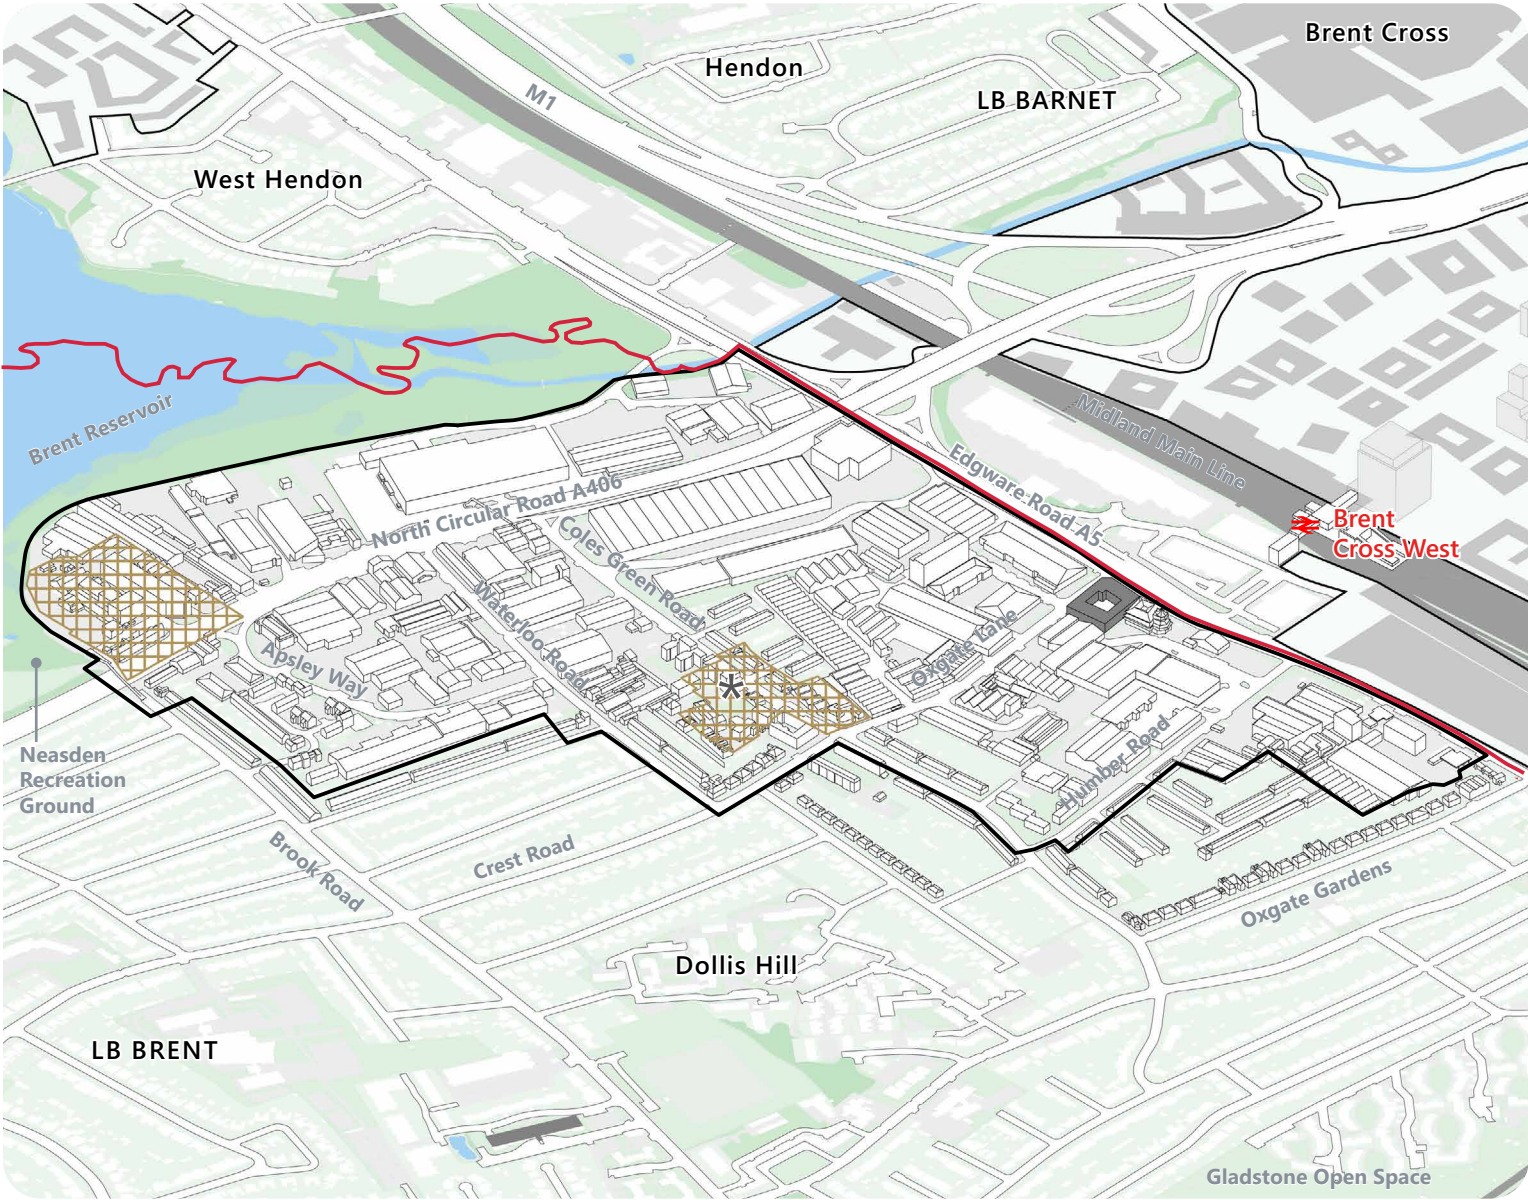 Brent Cross
Hendon
M1
LB BARNET
West Hendon
Brent Reservoir
Midland Main Line
Edgware Road A5
North Circular Road A406
Brent
Cross West
Coles Green Road
Waterloo Road
Oxgate Lane
Apsley Way
*
Humber Road
Neasden
Recreation
Ground
Brook Road
Crest Road
Oxgate Gardens
Dollis Hill
LB BRENT
Gladstone Open Space